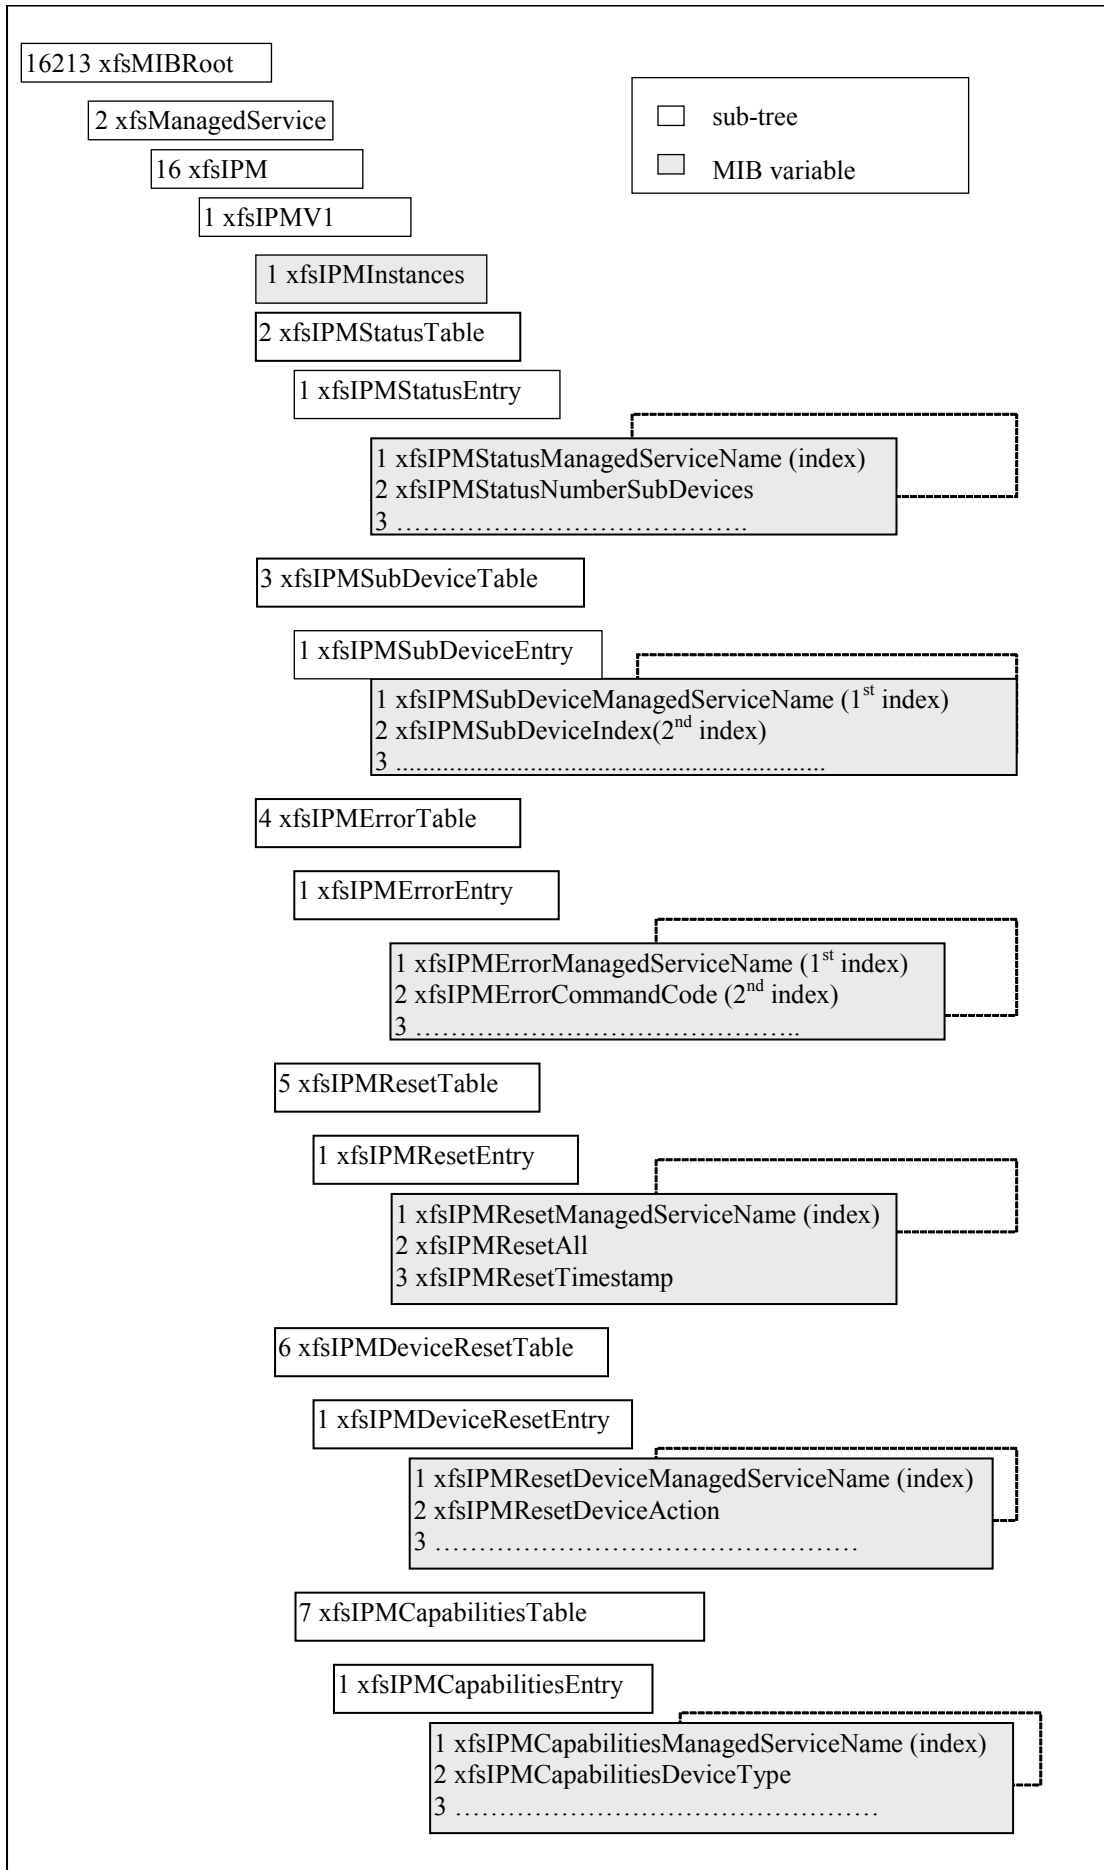 16213 xfsMIBRoot
2 xfsManagedService
sub-tree
MIB variable
16 xfsIPM
1 xfsIPMV1
1 xfsIPMInstances
2 xfsIPMStatusTable
1 xfsIPMStatusEntry
1 xfsIPMStatusManagedServiceName (index)
2 xfsIPMStatusNumberSubDevices
3 ………………………………….
3 xfsIPMSubDeviceTable
1 xfsIPMSubDeviceEntry
1 xfsIPMSubDeviceManagedServiceName (1st index)
2 xfsIPMSubDeviceIndex(2nd index)
3 ...............................................................
4 xfsIPMErrorTable
1 xfsIPMErrorEntry
1 xfsIPMErrorManagedServiceName (1st index)
2 xfsIPMErrorCommandCode (2nd index)
3 ……………………………………..
5 xfsIPMResetTable
1 xfsIPMResetEntry
1 xfsIPMResetManagedServiceName (index)
2 xfsIPMResetAll
3 xfsIPMResetTimestamp
6 xfsIPMDeviceResetTable
1 xfsIPMDeviceResetEntry
1 xfsIPMResetDeviceManagedServiceName (index)
2 xfsIPMResetDeviceAction
3 …………………………………………
7 xfsIPMCapabilitiesTable
1 xfsIPMCapabilitiesEntry
1 xfsIPMCapabilitiesManagedServiceName (index)
2 xfsIPMCapabilitiesDeviceType
3 …………………………………………